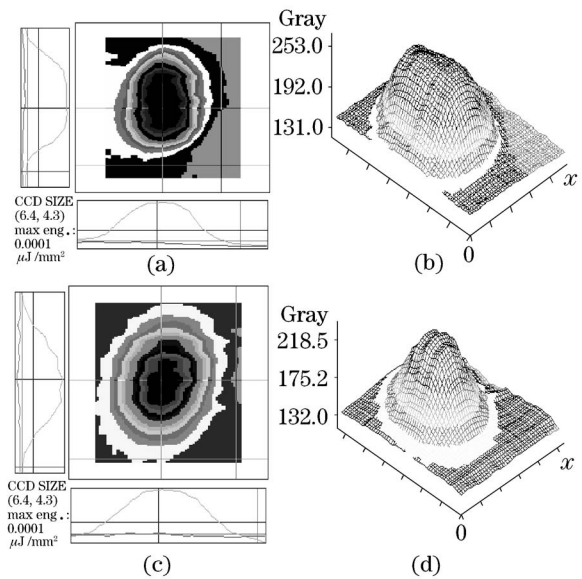 Gray
253.0
192.0
131.0
x
0
CCD SIZE
(6.4, 4.3)
max eng.:
0.0001
μJ/mm²
(a)
(b)
Gray
218.5
175.2
132.0
x
0
CCD SIZE
(6.4, 4.3)
max eng.:
0.0001
μJ/mm²
(c)
(d)